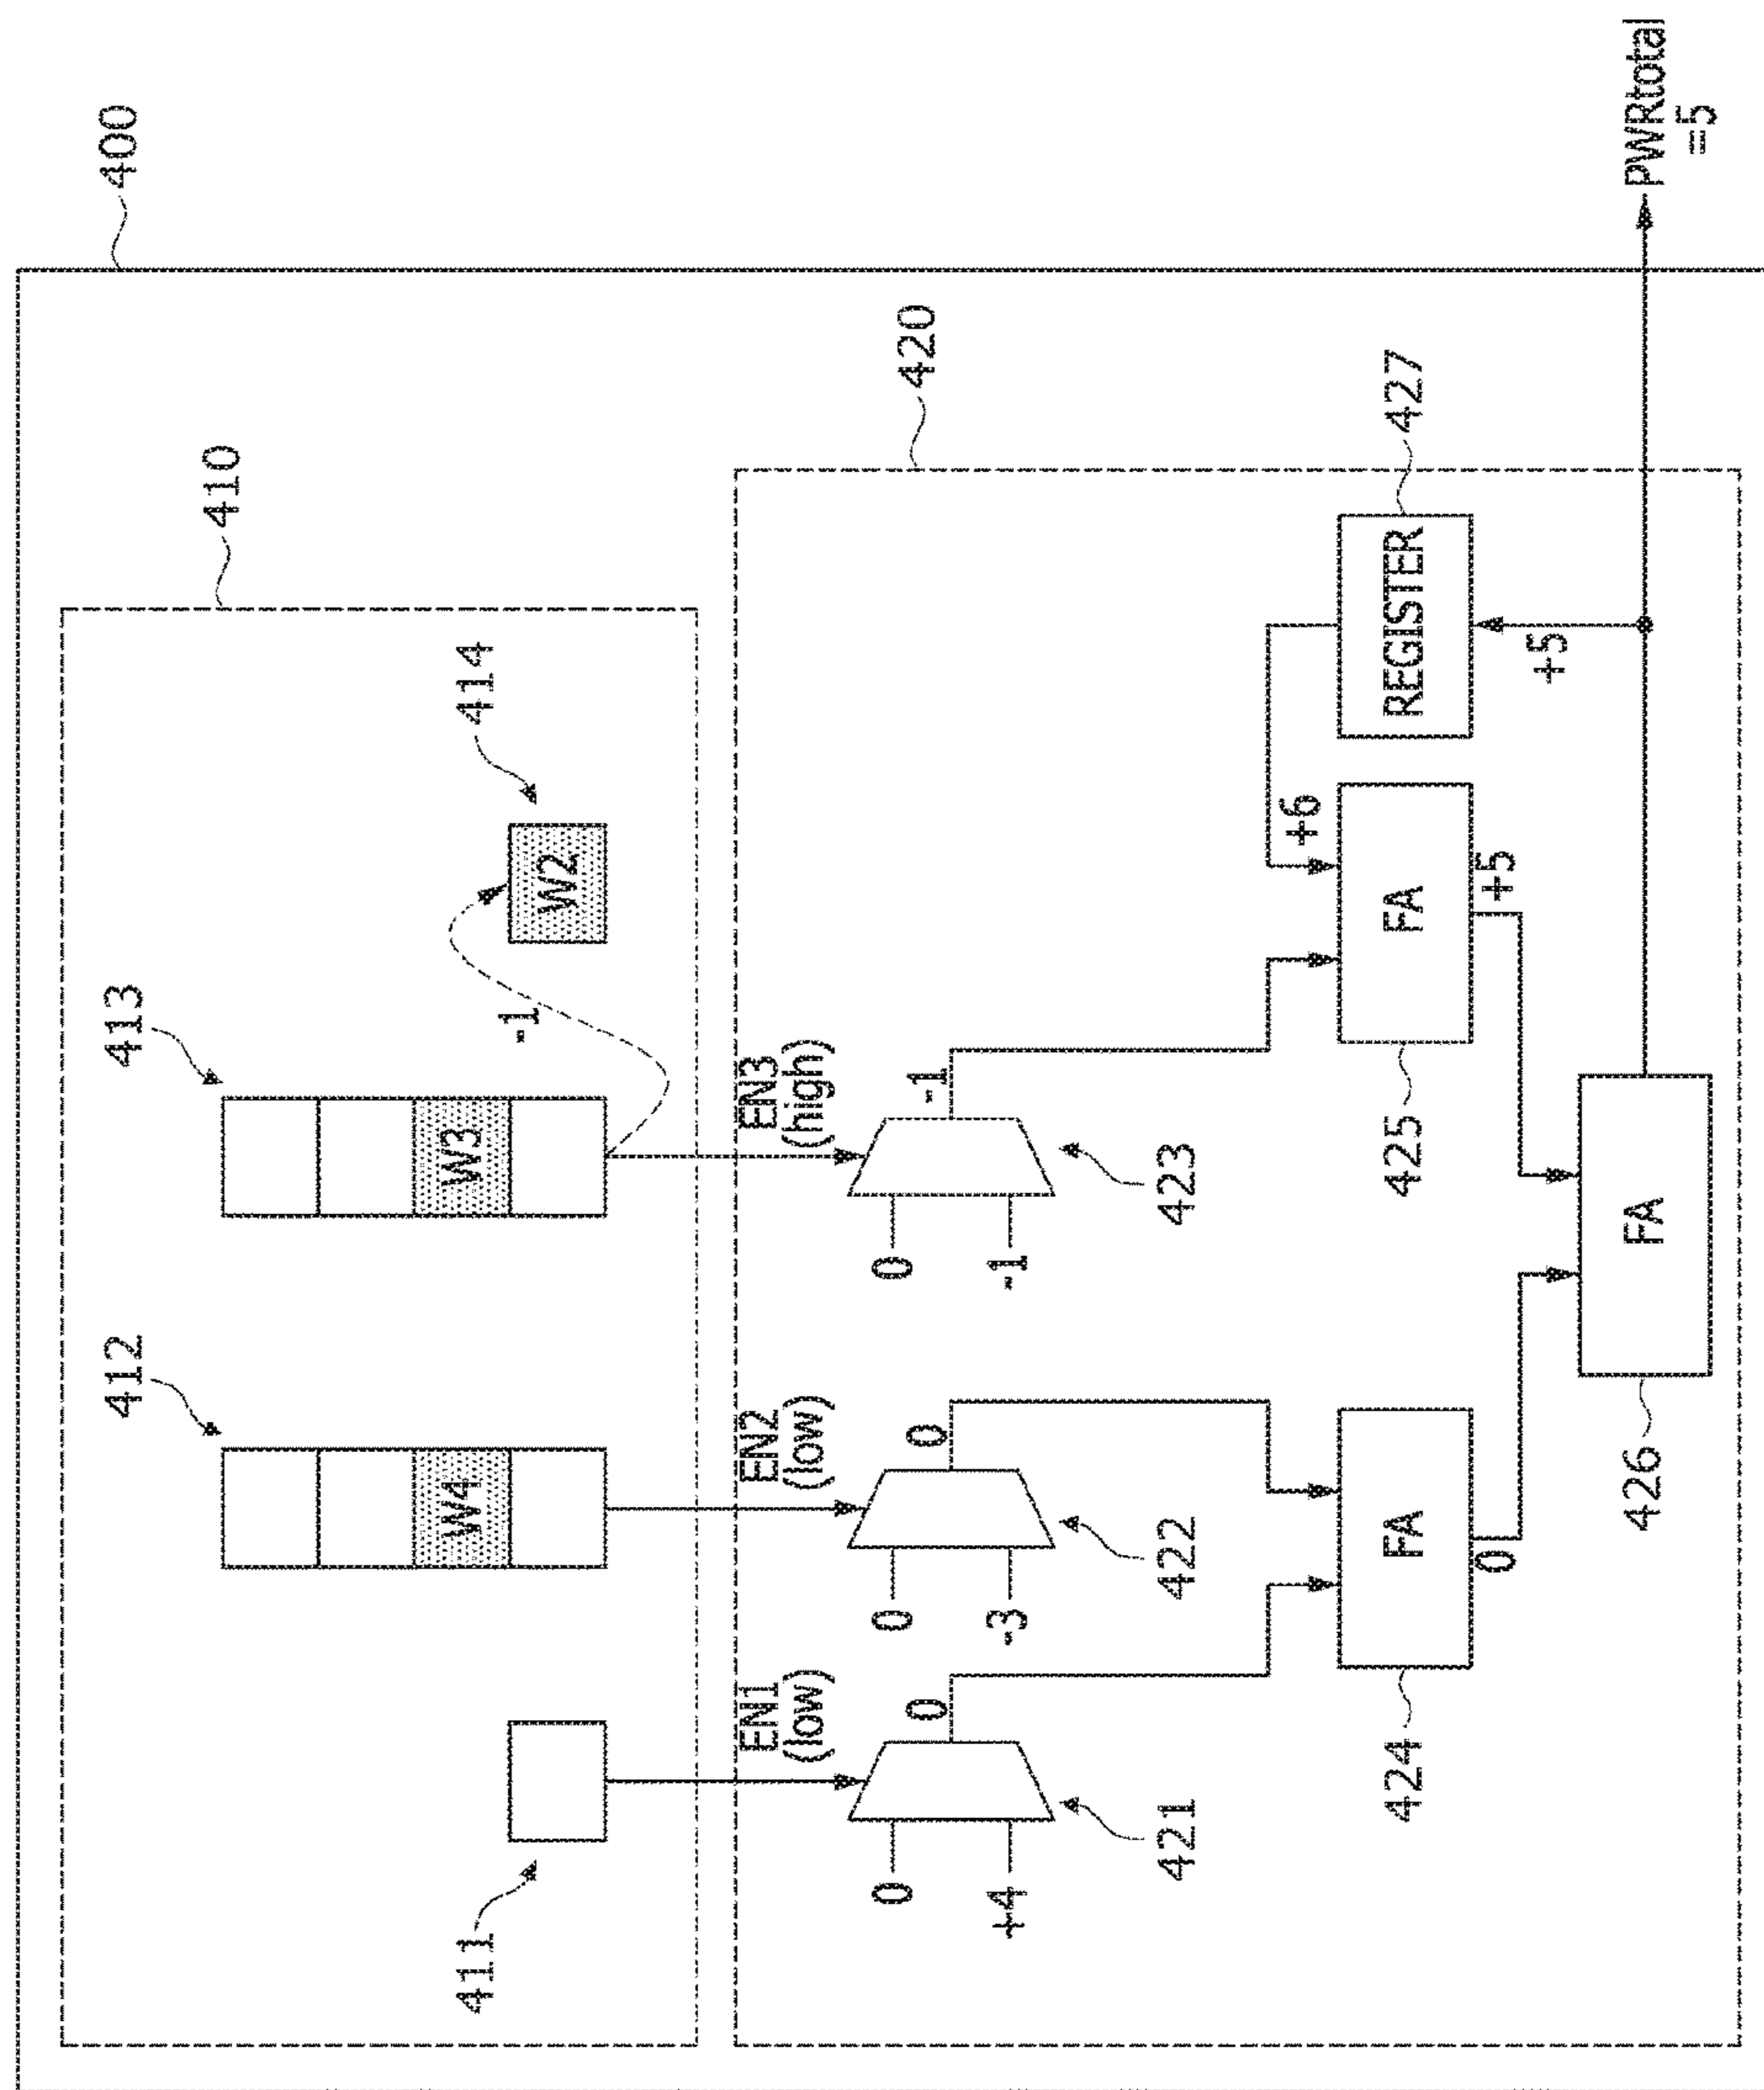 400
410
411
412
413
414
W4
W3
W2
-1
420
EN1
(low)
EN2
(low)
EN3
(high)
0
+4
0
421
0
-3
0
422
0
-1
-1
423
+6
FA
424
FA
425
REGISTER
427
0
+5
+5
FA
426
PWRtotal
=5